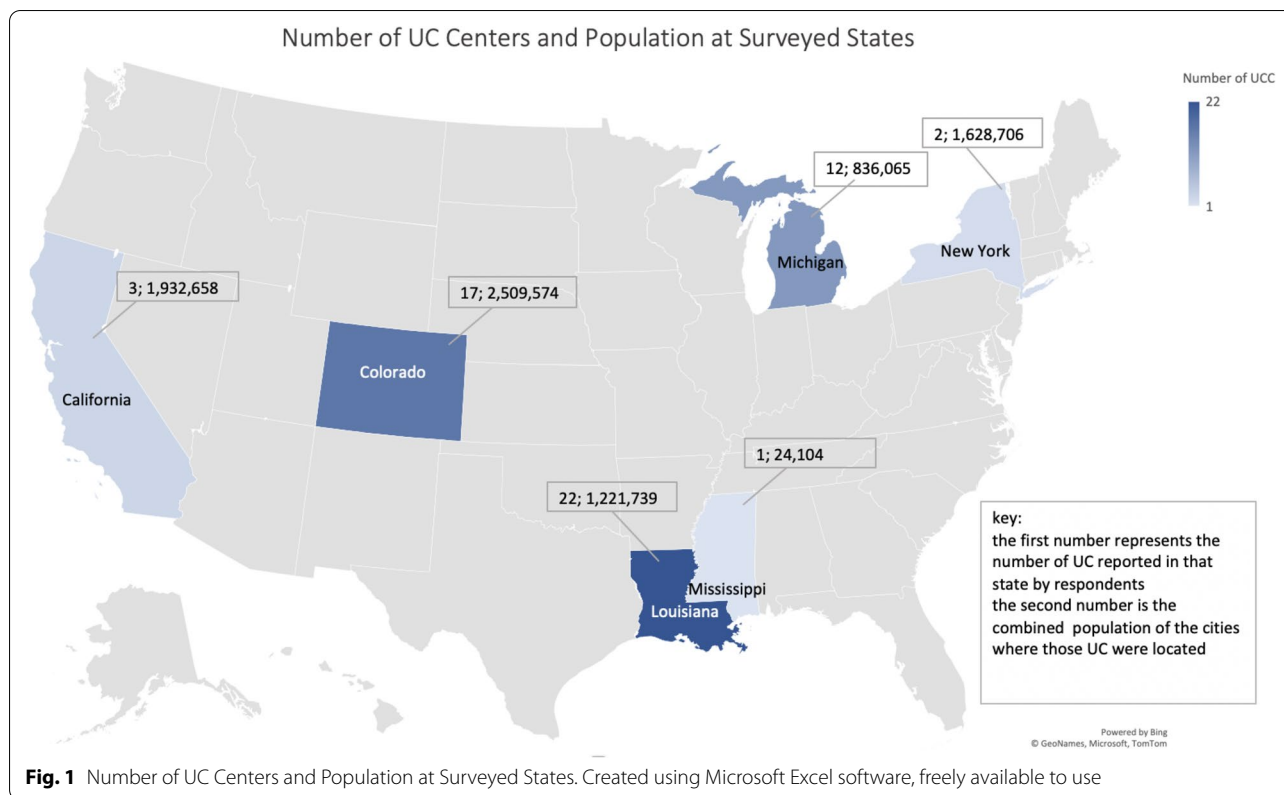 Number of UC Centers and Population at Surveyed States
Number of UCC
22
1
2; 1,628,706
12; 836,065
New York
Michigan
3; 1,932,658
17; 2,509,574
Colorado
California
1; 24,104
22; 1,221,739
Mississippi
Louisiana
key:
the first number represents the
number of UC reported in that
state by respondents
the second number is the
combined population of the cities
where those UC were located
Powered by Bing
© GeoNames, Microsoft, TomTom
Fig. 1 Number of UC Centers and Population at Surveyed States. Created using Microsoft Excel software, freely available to use